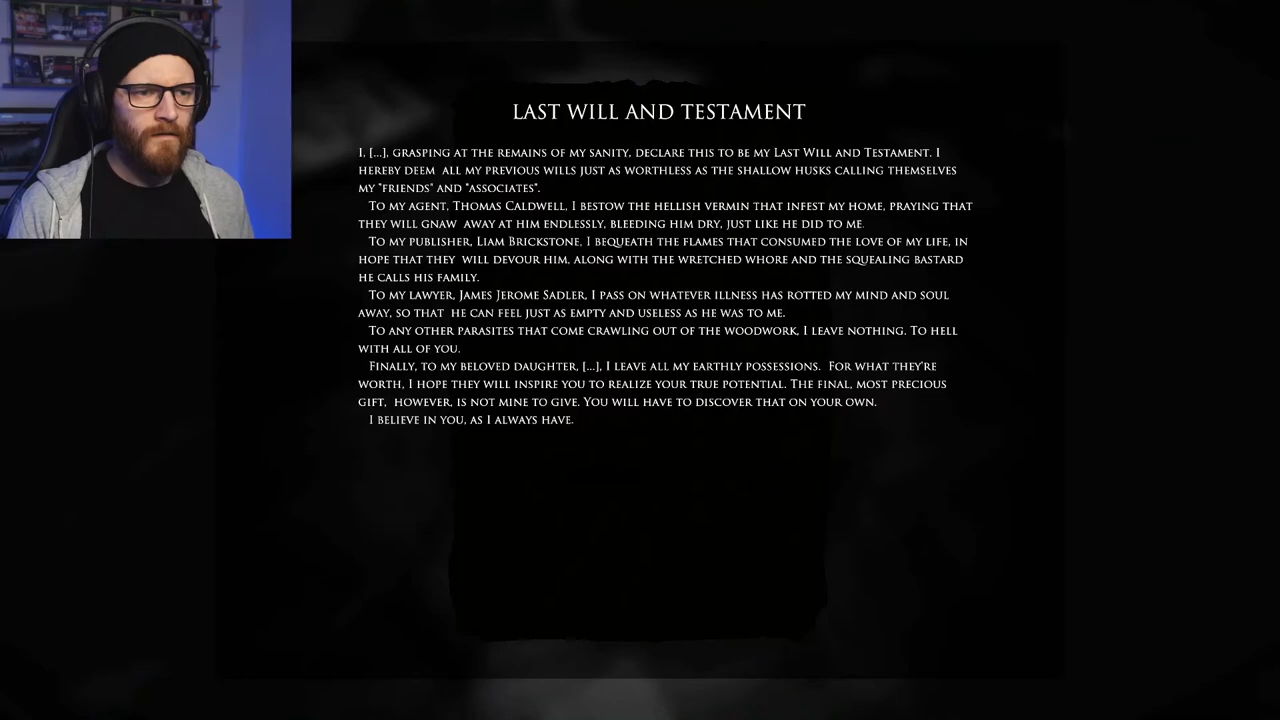 LAST WILL AND TESTAMENT
I, [...], GRASPING AT THE REMAINS OF MY SANITY, DECLARE THIS TO BE MY LAST WILL AND TESTAMENT. I
HEREBY DEEM ALL MY PREVIOUS WILLS JUST AS WORTHLESS AS THE SHALLOW HUSKS CALLING THEMSELVES
MY "FRIENDS" AND "ASSOCIATES".
TO MY AGENT, THOMAS CALDWELL, I BESTOW THE HELLISH VERMIN THAT INFEST MY HOME, PRAYING THAT
THEY WILL GNAW AWAY AT HIM ENDLESSLY, BLEEDING HIM DRY, JUST LIKE HE DID TO ME.
TO MY PUBLISHER, LIAM BRICKSTONE, I BEQUEATH THE FLAMES THAT CONSUMED THE LOVE OF MY LIFE, IN
HOPE THAT THEY WILL DEVOUR HIM, ALONG WITH THE WRETCHED WHORE AND THE SQUEALING BASTARD
HE CALLS HIS FAMILY.
TO MY LAWYER, JAMES JEROME SADLER, I PASS ON WHATEVER ILLNESS HAS ROTTED MY MIND AND SOUL
AWAY, SO THAT HE CAN FEEL JUST AS EMPTY AND USELESS AS HE WAS TO ME.
TO ANY OTHER PARASITES THAT COME CRAWLING OUT OF THE WOODWORK, I LEAVE NOTHING. TO HELL
WITH ALL OF YOU.
FINALLY, TO MY BELOVED DAUGHTER, [...], I LEAVE ALL MY EARTHLY POSSESSIONS. FOR WHAT THEY'RE
WORTH, I HOPE THEY WILL INSPIRE YOU TO REALIZE YOUR TRUE POTENTIAL. THE FINAL, MOST PRECIOUS
GIFT, HOWEVER, IS NOT MINE TO GIVE. YOU WILL HAVE TO DISCOVER THAT ON YOUR OWN.
I BELIEVE IN YOU, AS I ALWAYS HAVE.